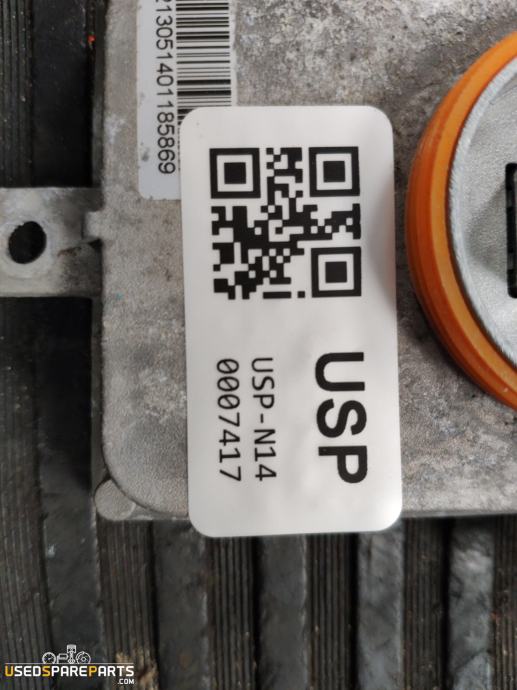 213051401185869
USP
USP-N14
0007417
USEDSPAREPARTS
.COM